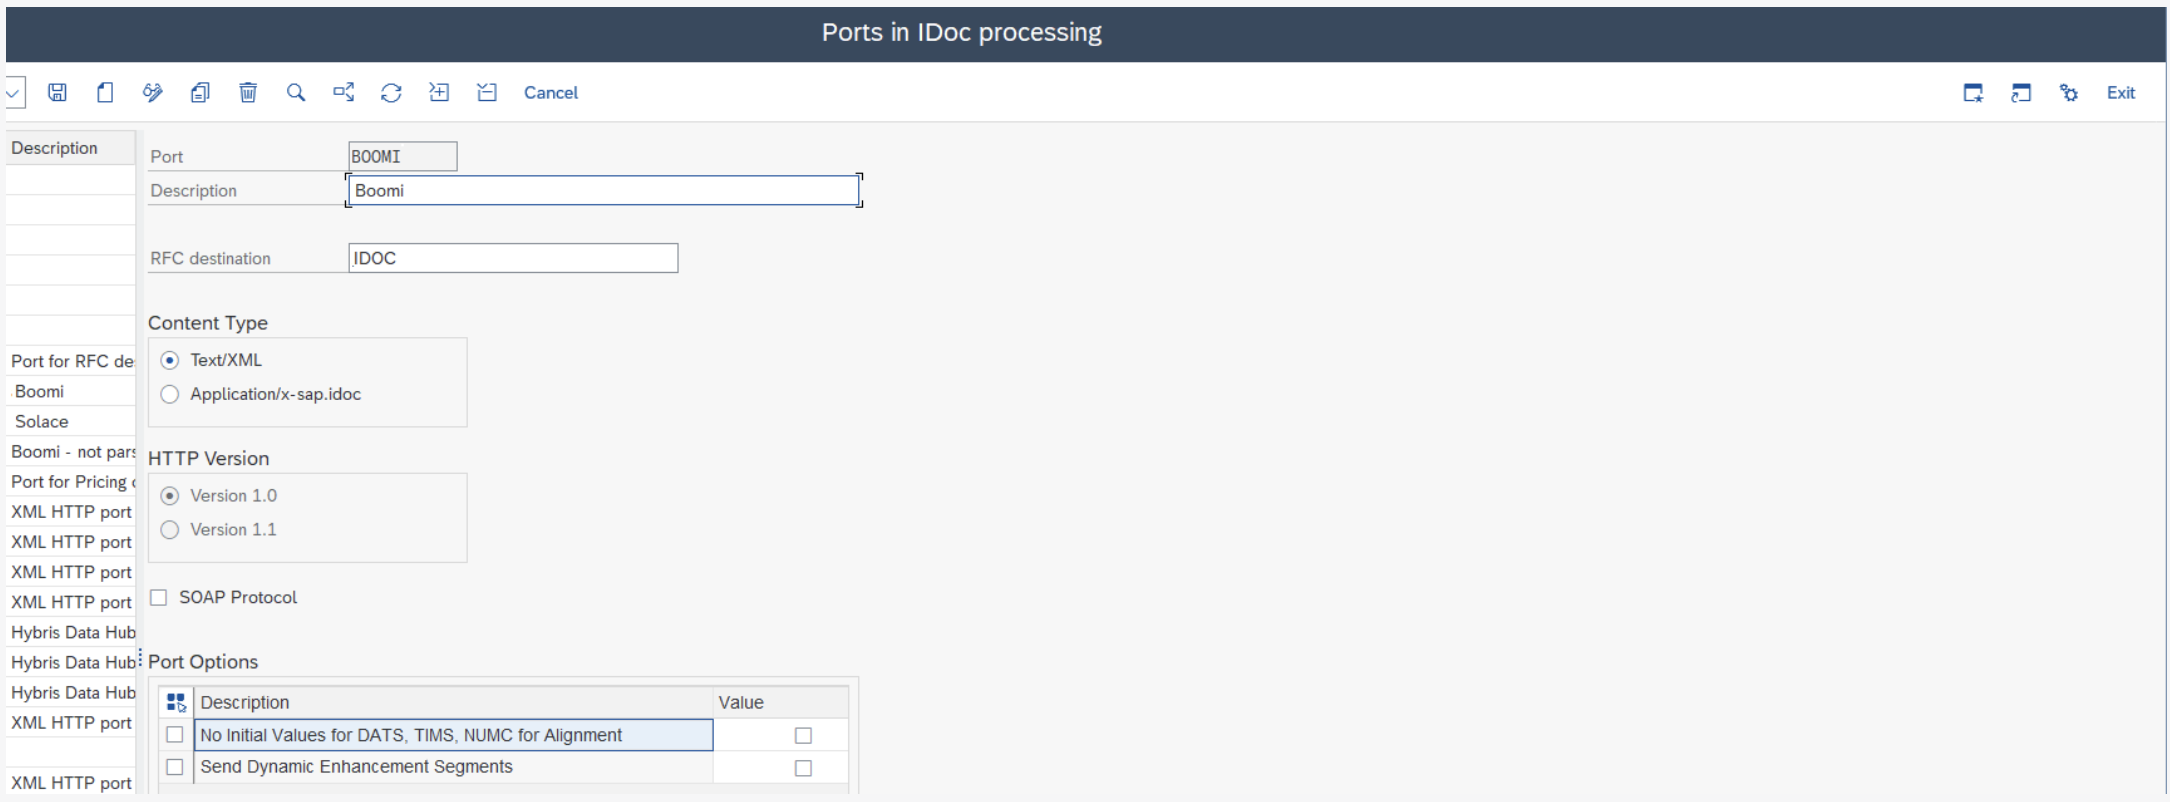 Ports in IDoc processing
Cancel
Exit
Description
Port for RFC de
Boomi
Solace
Boomi - not pars
Port for Pricing
XML HTTP port
XML HTTP port
XML HTTP port
XML HTTP port
Hybris Data Hub
Hybris Data Hub
Hybris Data Hub
XML HTTP port
XML HTTP port
Port BOOMI
Description Boomi
RFC destination IDOC
Content Type
Text/XML
Application/x-sap.idoc
HTTP Version
Version 1.0
Version 1.1
SOAP Protocol
Port Options
Description Value
No Initial Values for DATS, TIMS, NUMC for Alignment
Send Dynamic Enhancement Segments